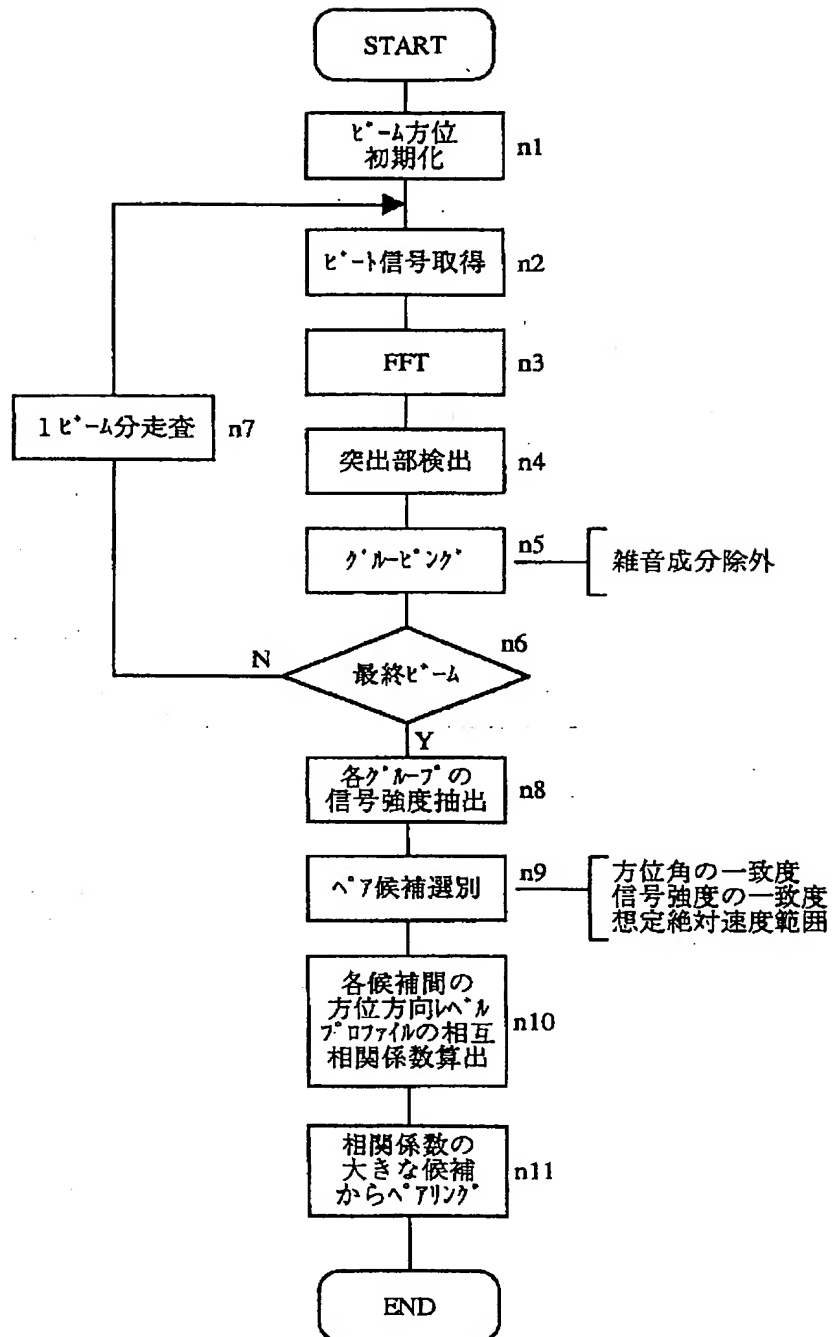 START
ﾋﾞｰﾑ方位
初期化
n1
ﾋﾞｰﾄ信号取得
n2
FFT
n3
1ﾋﾞｰﾑ分走査
n7
突出部検出
n4
ｸﾞﾙｰﾋﾟﾝｸﾞ
n5
雑音成分除外
n6
N
最終ﾋﾞｰﾑ
Y
各ｸﾞﾙｰﾌﾟの
信号強度抽出
n8
ﾍﾟｱ候補選別
n9
方位角の一致度
信号強度の一致度
想定絶対速度範囲
各候補間の
方位方向ﾚﾍﾞﾙ
ﾌﾟﾛﾌｧｲﾙの相互
相関係数算出
n10
相関係数の
大きな候補
からﾍﾟｱﾘﾝｸﾞ
n11
END